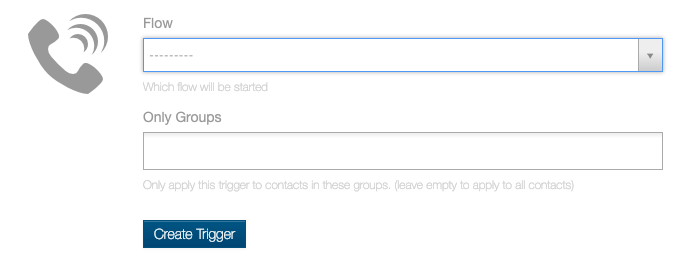 Flow
---------
Which flow will be started
Only Groups
Only apply this trigger to contacts in these groups. (leave empty to apply to all contacts)
Create Trigger